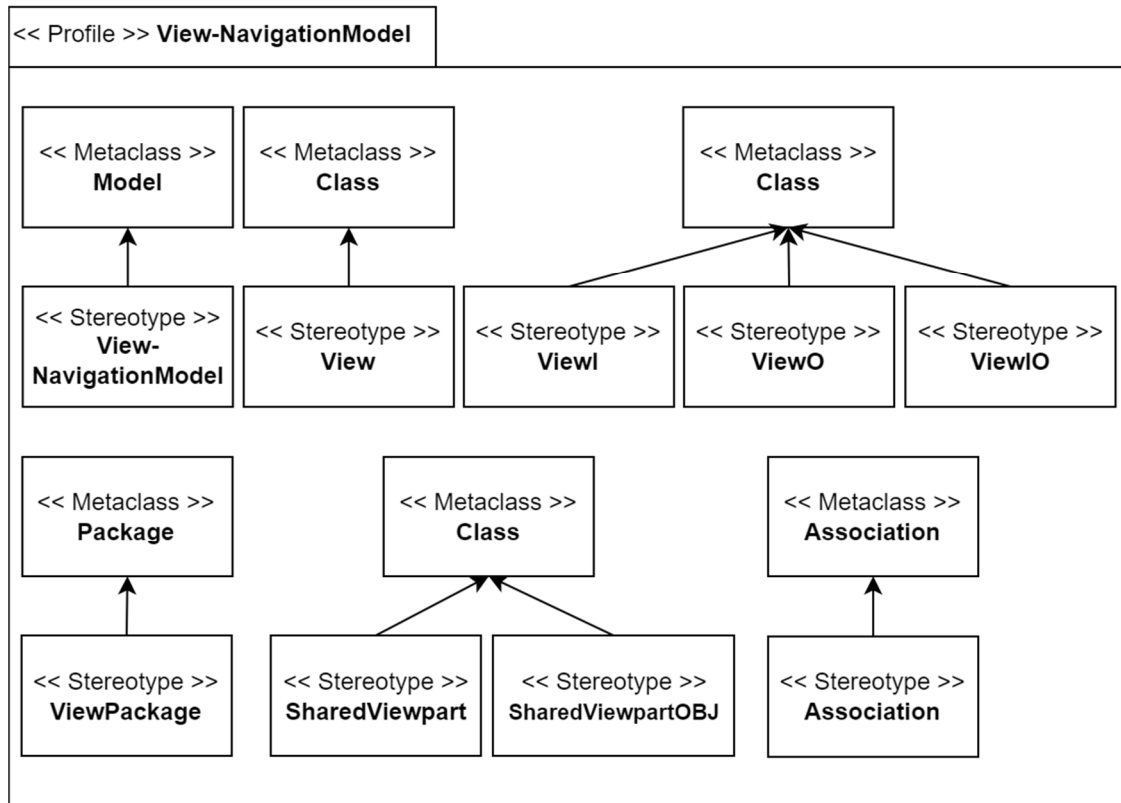 << Profile >> View-NavigationModel
<< Metaclass >>
Model
<< Metaclass >>
Class
<< Metaclass >>
Class
<< Stereotype >>
View-
NavigationModel
<< Stereotype >>
View
<< Stereotype >>
ViewI
<< Stereotype >>
ViewO
<< Stereotype >>
ViewIO
<< Metaclass >>
Package
<< Metaclass >>
Class
<< Metaclass >>
Association
<< Stereotype >>
ViewPackage
<< Stereotype >>
SharedViewpart
<< Stereotype >>
SharedViewpartOBJ
<< Stereotype >>
Association